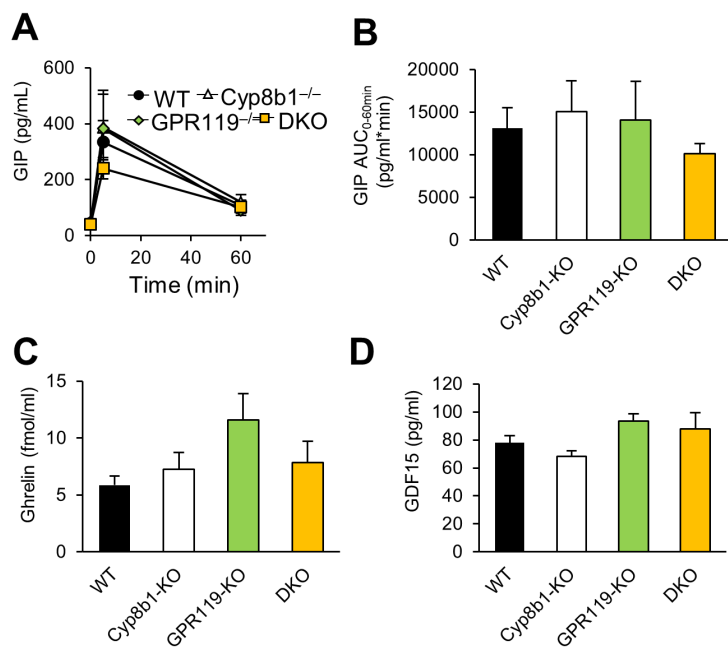 A
GIP (pg/mL)
600
400
200
0
WT
Cyp8b1⁻/⁻
GPR119⁻/⁻
DKO
0 20 40 60
Time (min)
B
GIP AUC0-60min
(pg/ml*min)
20000
15000
10000
5000
0
WT
Cyp8b1-KO
GPR119-KO
DKO
C
Ghrelin (fmol/ml)
15
10
5
0
WT
Cyp8b1-KO
GPR119-KO
DKO
D
GDF15 (pg/ml)
120
100
80
60
40
20
0
WT
Cyp8b1-KO
GPR119-KO
DKO